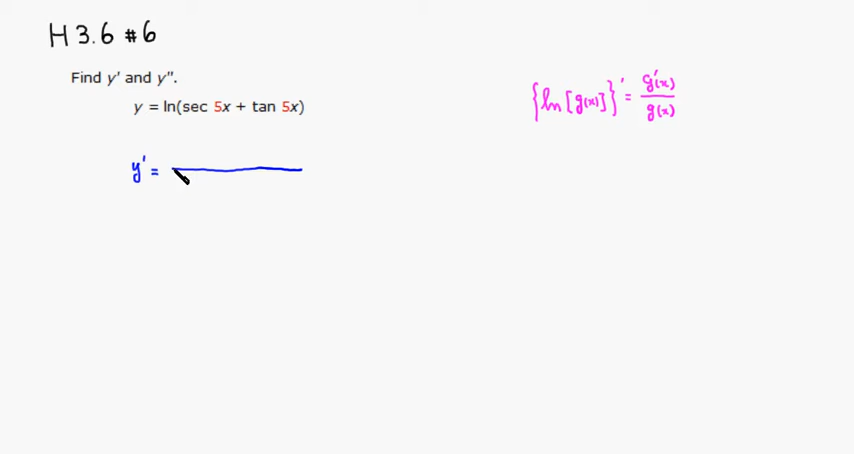 H 3.6 #6
Find y′ and y″.
y = ln(sec 5x + tan 5x)
{ln[g(x)]}′ = g′(x)/g(x)
y′ =